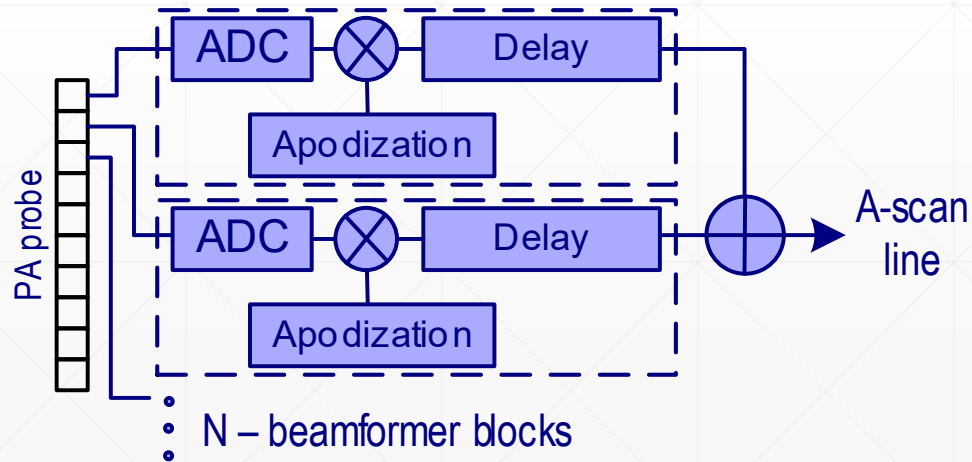 ADC
Delay
Apodization
PA probe
ADC
Delay
Apodization
A-scan
line
N – beamformer blocks